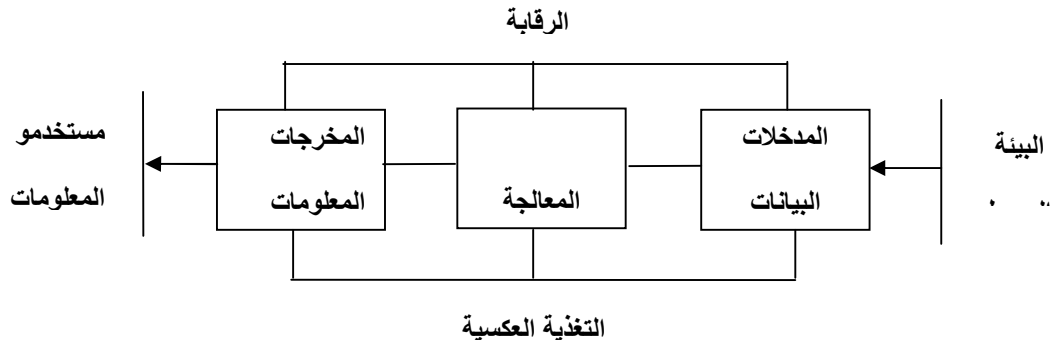 الرقابة
البيئة
المدخلات
البيانات
المعالجة
المخرجات
المعلومات
مستخدمو
المعلومات
التغذية العكسية